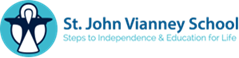 St. John Vianney School
Steps to Independence & Education for Life